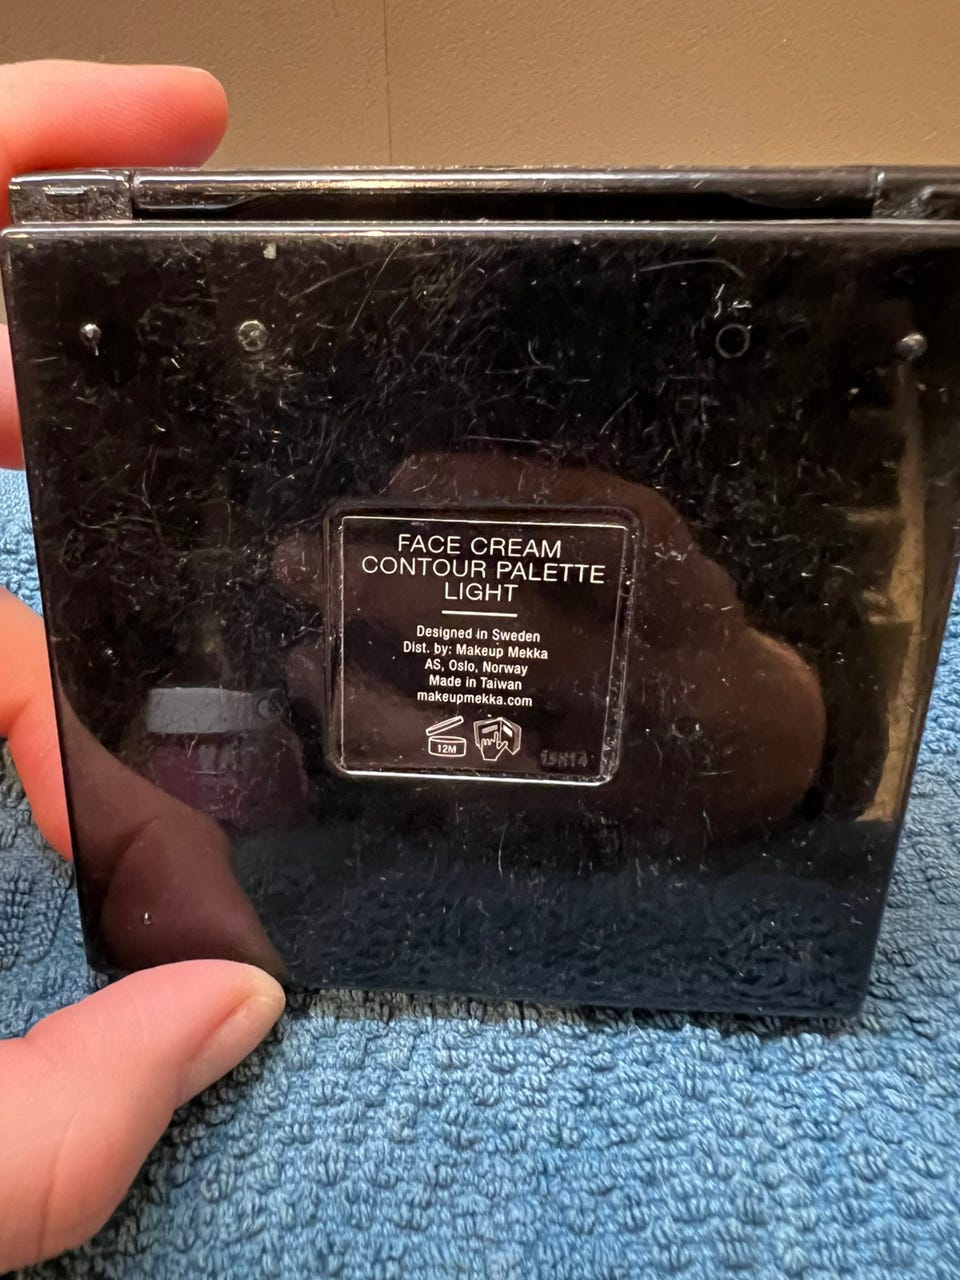 FACE CREAM
CONTOUR PALETTE
LIGHT
Designed in Sweden
Dist. by: Makeup Mekka
AS, Oslo, Norway
Made in Taiwan
makeupmekka.com
12M